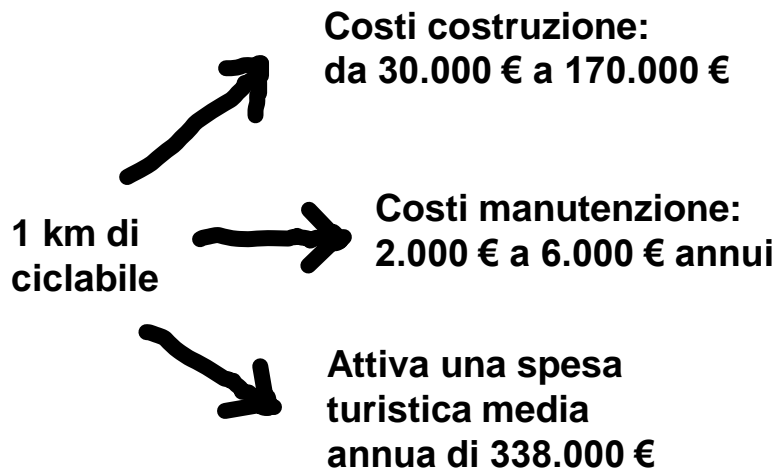 Costi costruzione:
da 30.000 € a 170.000 €
1 km di
ciclabile
Costi manutenzione:
2.000 € a 6.000 € annui
Attiva una spesa
turistica media
annua di 338.000 €